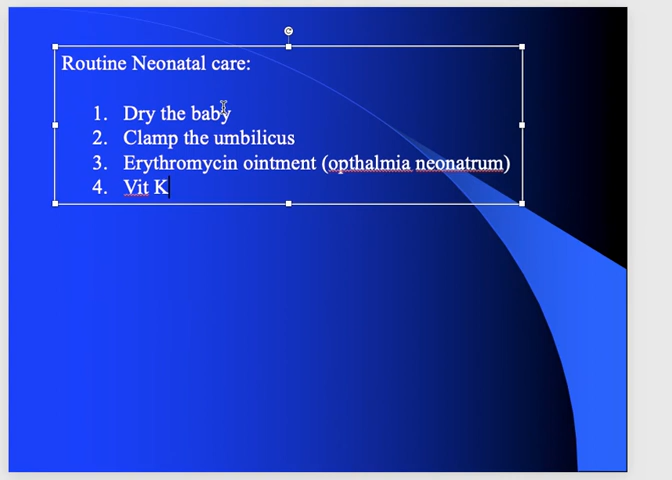 Routine Neonatal care:
1. Dry the baby
2. Clamp the umbilicus
3. Erythromycin ointment (opthalmia neonatrum)
4. Vit K